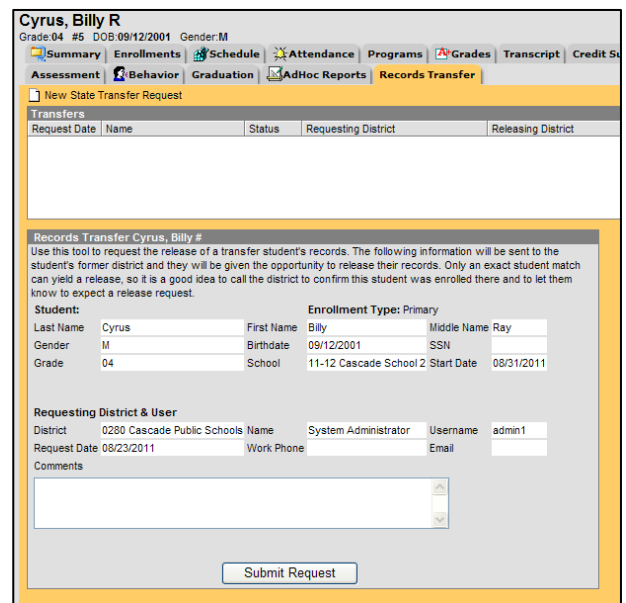 Cyrus, Billy R
Grade:04 #5 DOB:09/12/2001 Gender:M
Summary Enrollments Schedule Attendance Programs Grades Transcript Credit Su
Assessment Behavior Graduation AdHoc Reports Records Transfer
New State Transfer Request
Transfers
Request Date Name Status Requesting District Releasing District
Records Transfer Cyrus, Billy #
Use this tool to request the release of a transfer student's records. The following information will be sent to the
student's former district and they will be given the opportunity to release their records. Only an exact student match
can yield a release, so it is a good idea to call the district to confirm this student was enrolled there and to let them
know to expect a release request.
Student: Enrollment Type: Primary
Last Name Cyrus First Name Billy Middle Name Ray
Gender M Birthdate 09/12/2001 SSN
Grade 04 School 11-12 Cascade School 2 Start Date 08/31/2011
Requesting District & User
District 0280 Cascade Public Schools Name System Administrator Username admin1
Request Date 08/23/2011 Work Phone Email
Comments
Submit Request